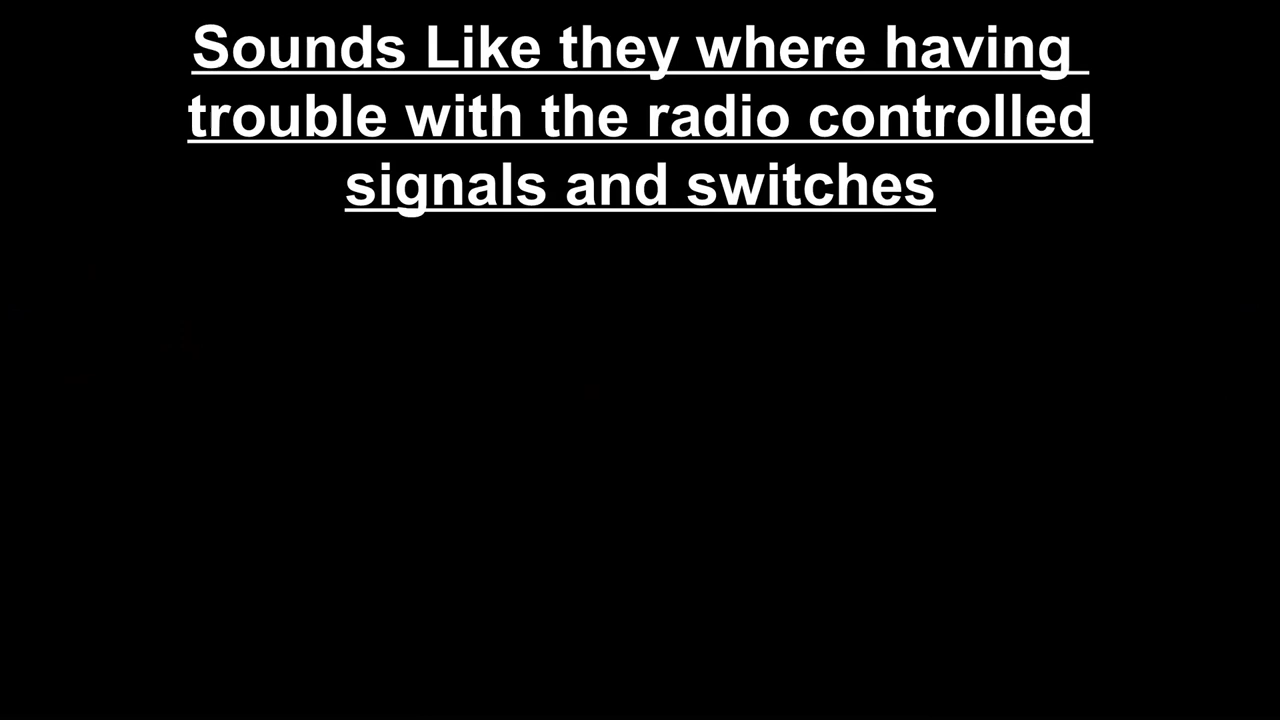 Sounds Like they where having
trouble with the radio controlled
signals and switches